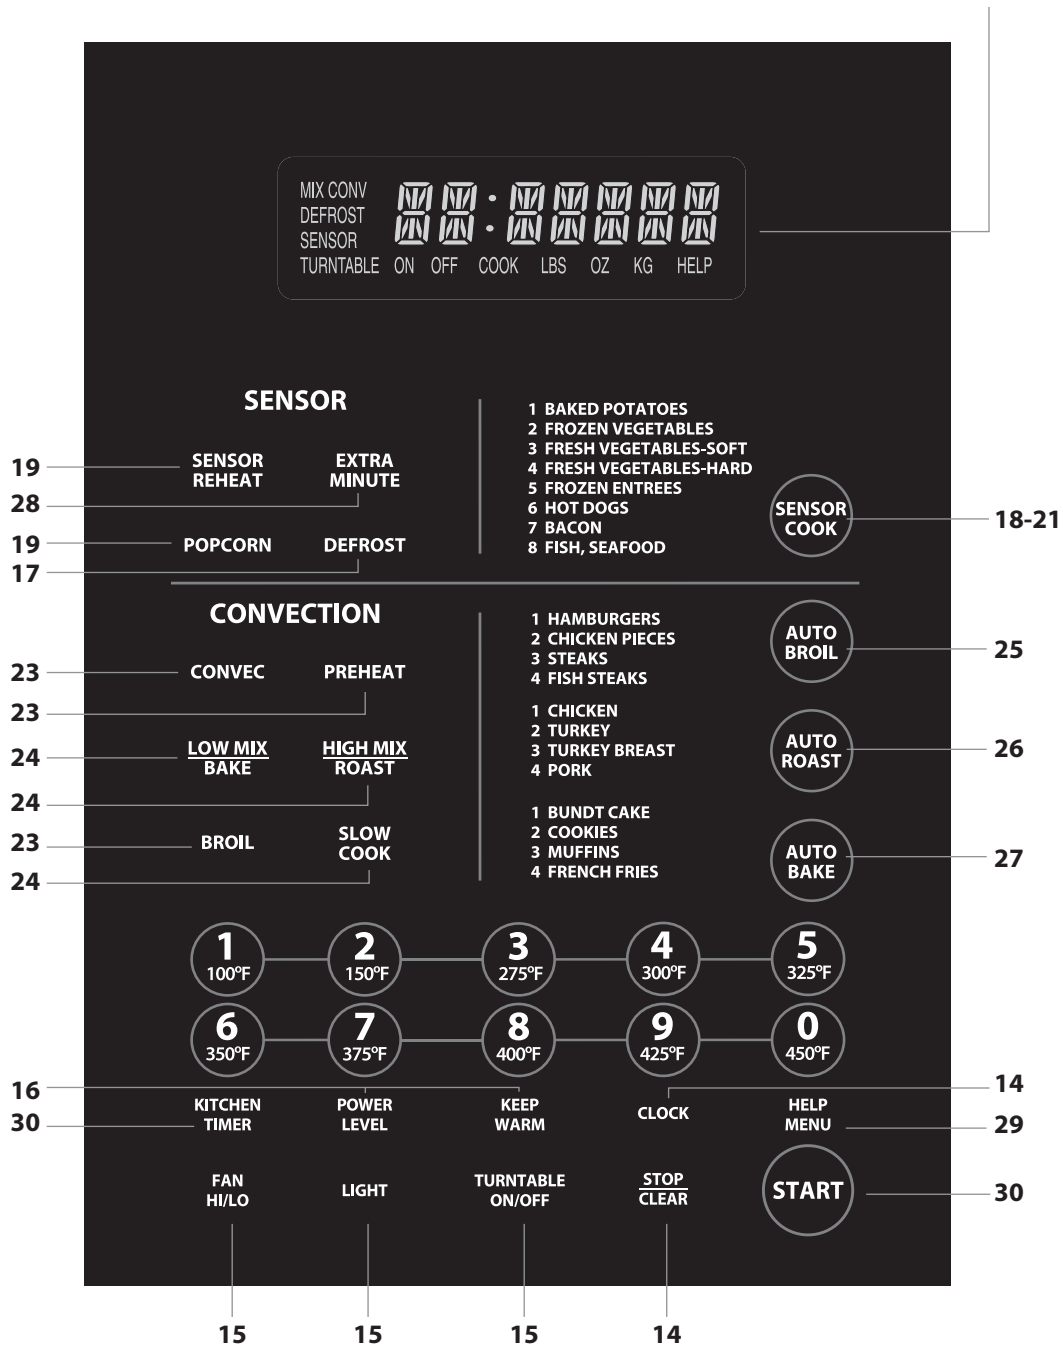 MIX CONV
DEFROST
SENSOR
TURNTABLE ON OFF COOK LBS OZ KG HELP
SENSOR
19
SENSOR
REHEAT
28
EXTRA
MINUTE
19
POPCORN
17
DEFROST
1 BAKED POTATOES
2 FROZEN VEGETABLES
3 FRESH VEGETABLES-SOFT
4 FRESH VEGETABLES-HARD
5 FROZEN ENTREES
6 HOT DOGS
7 BACON
8 FISH, SEAFOOD
SENSOR
COOK
18-21
CONVECTION
23
CONVEC
23
PREHEAT
24
LOW MIX
BAKE
24
HIGH MIX
ROAST
23
BROIL
24
SLOW
COOK
1 HAMBURGERS
2 CHICKEN PIECES
3 STEAKS
4 FISH STEAKS
AUTO
BROIL
25
1 CHICKEN
2 TURKEY
3 TURKEY BREAST
4 PORK
AUTO
ROAST
26
1 BUNDT CAKE
2 COOKIES
3 MUFFINS
4 FRENCH FRIES
AUTO
BAKE
27
1
100°F
2
150°F
3
275°F
4
300°F
5
325°F
6
350°F
7
375°F
8
400°F
9
425°F
0
450°F
16
30
KITCHEN
TIMER
POWER
LEVEL
KEEP
WARM
CLOCK
14
HELP
MENU
29
FAN
HI/LO
LIGHT
TURNTABLE
ON/OFF
STOP
CLEAR
START
30
15
15
15
14